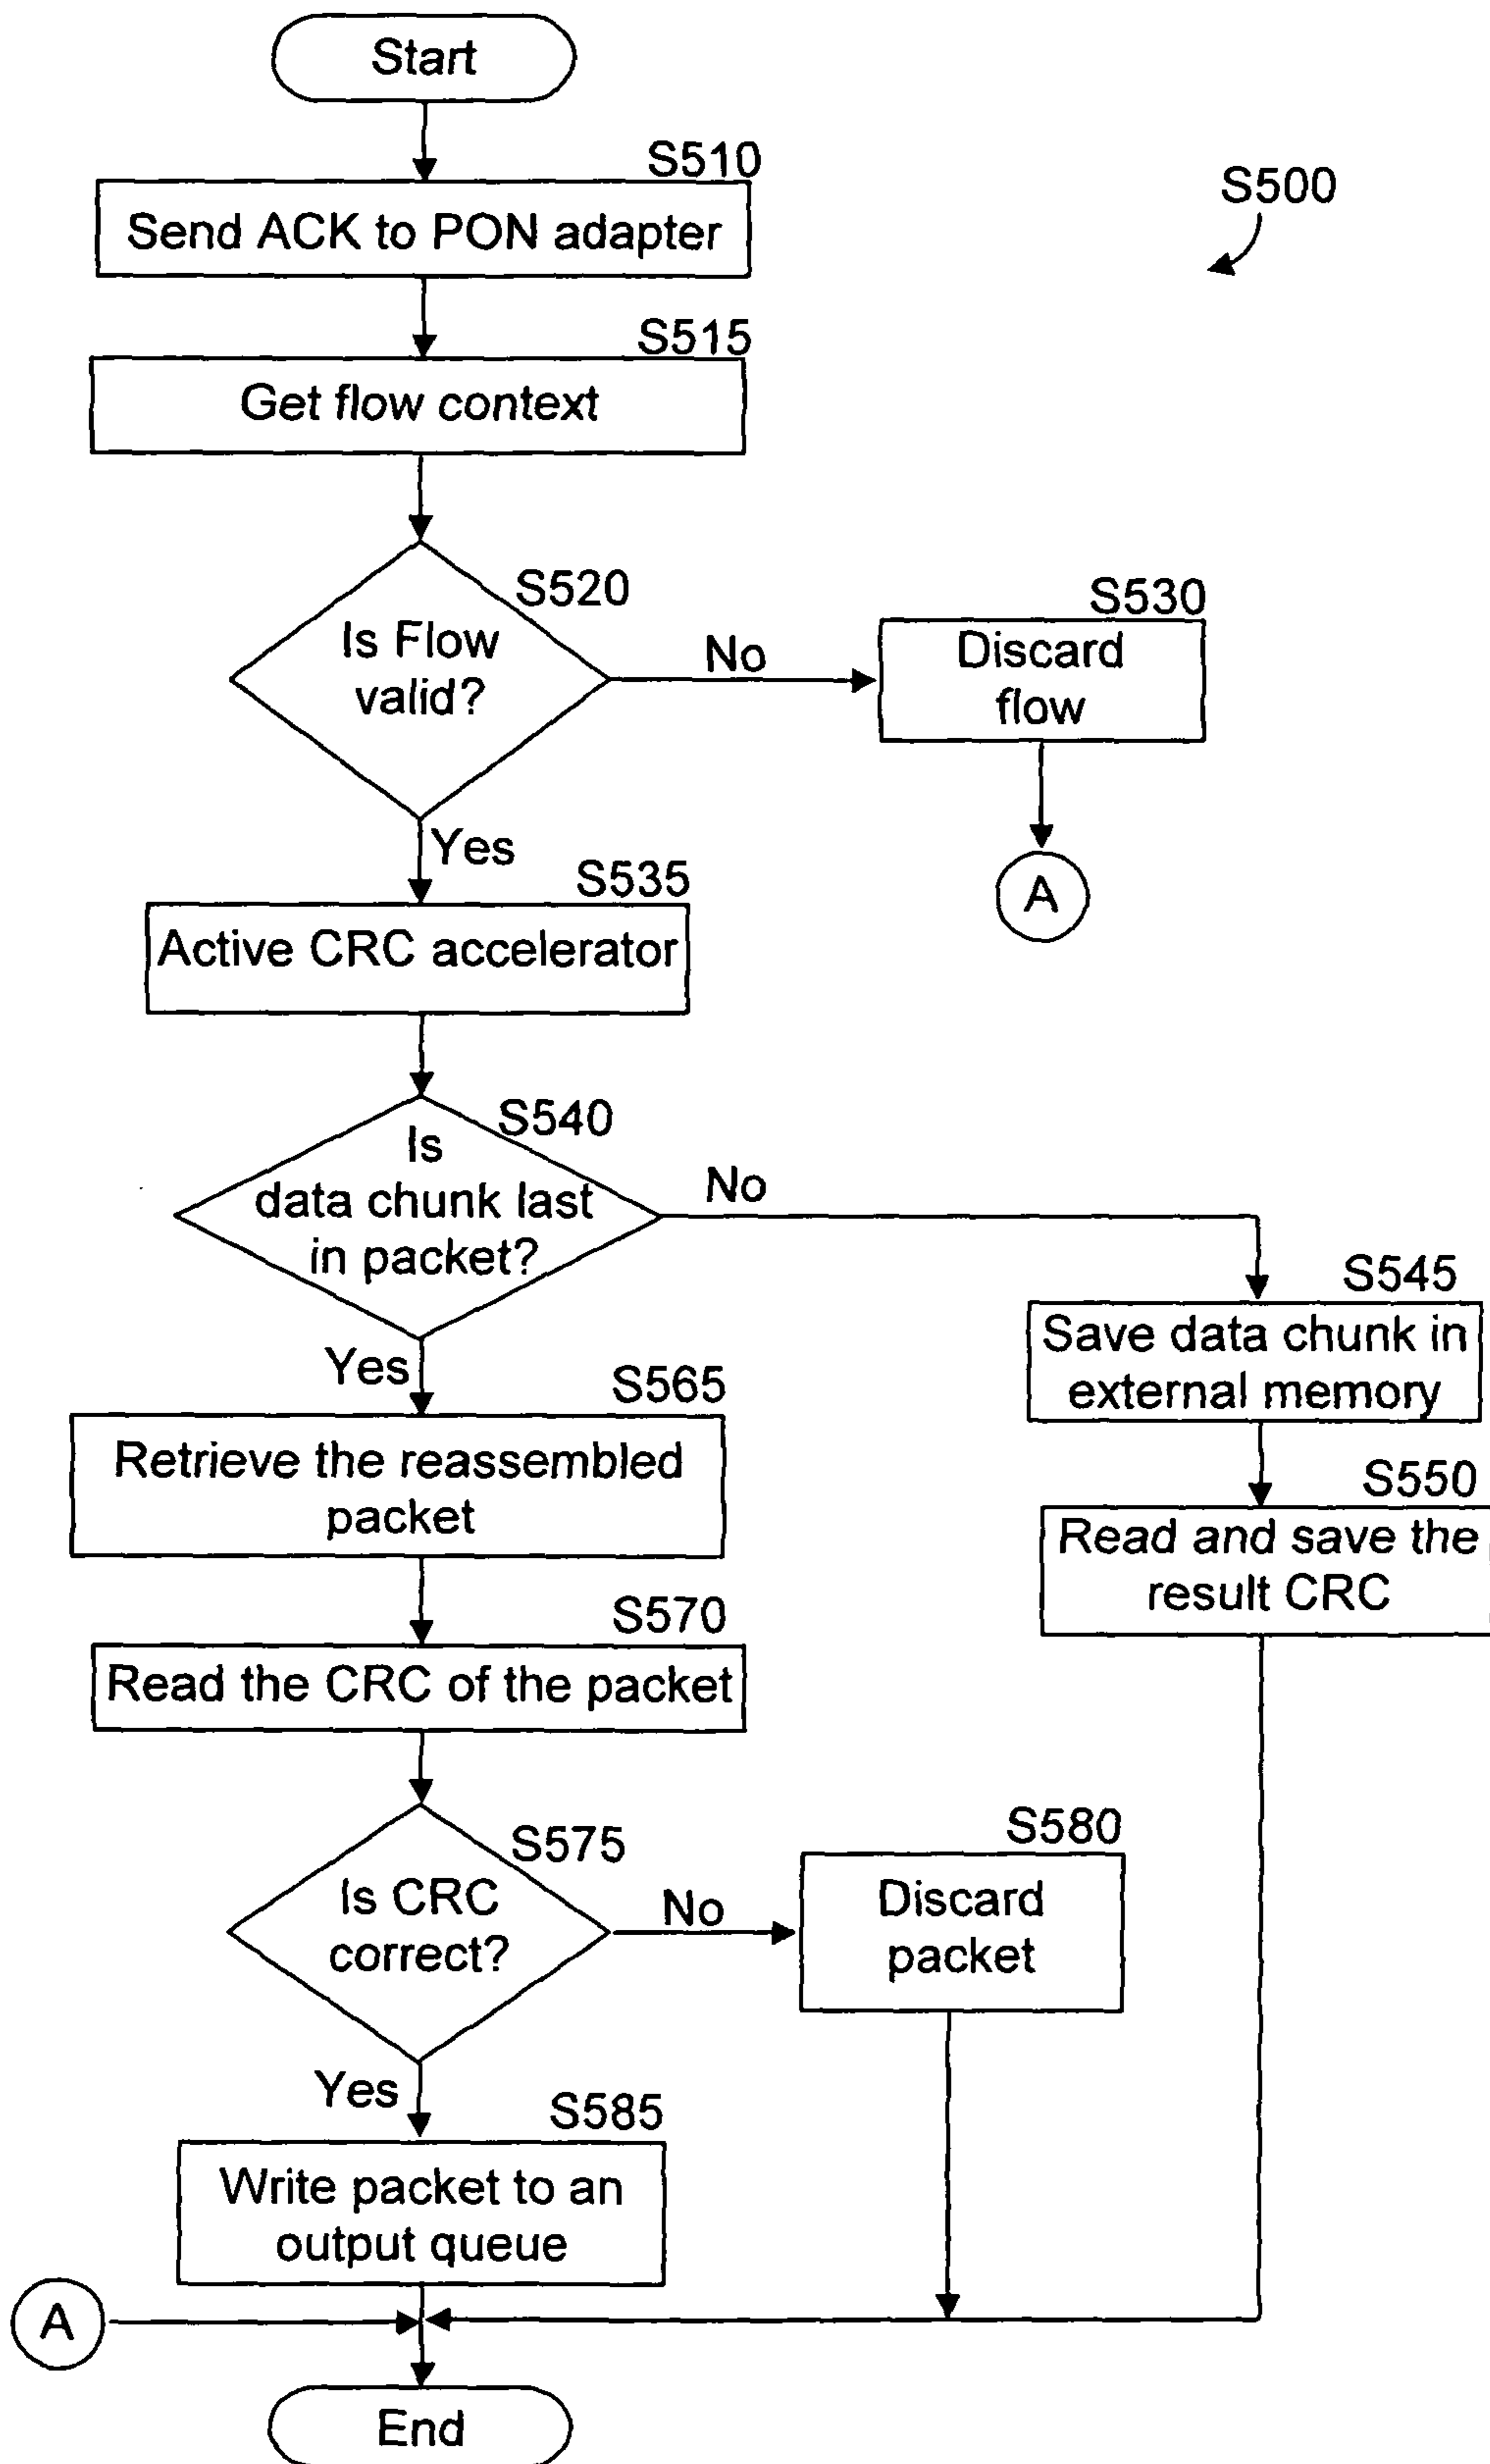 Start
S510
S500
Send ACK to PON adapter
S515
Get flow context
S520
Is Flow
valid?
No
S530
Discard
flow
Yes
A
S535
Active CRC accelerator
S540
Is
data chunk last
in packet?
No
S545
Save data chunk in
external memory
Yes
S565
Retrieve the reassembled
packet
S550
Read and save the
result CRC
S570
Read the CRC of the packet
S575
Is CRC
correct?
No
S580
Discard
packet
Yes
S585
Write packet to an
output queue
A
End